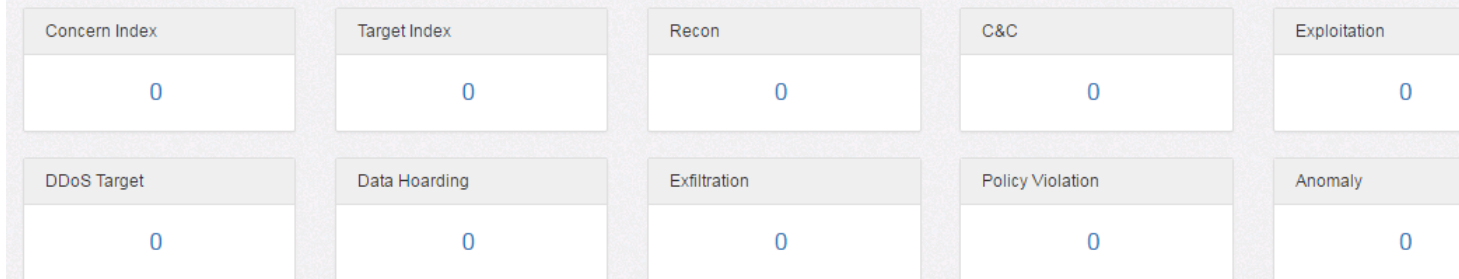 Concern Index Target Index Recon C&C Exploitation
0 0 0 0 0
DDoS Target Data Hoarding Exfiltration Policy Violation Anomaly
0 0 0 0 0